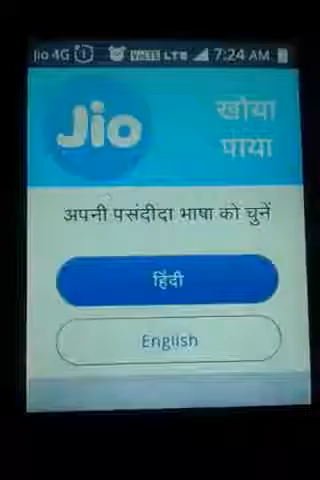 Jio 4G VoLTE LTE 7:24 AM
Jio
खोया
पाया
अपनी पसंदीदा भाषा को चुनें
हिंदी
English